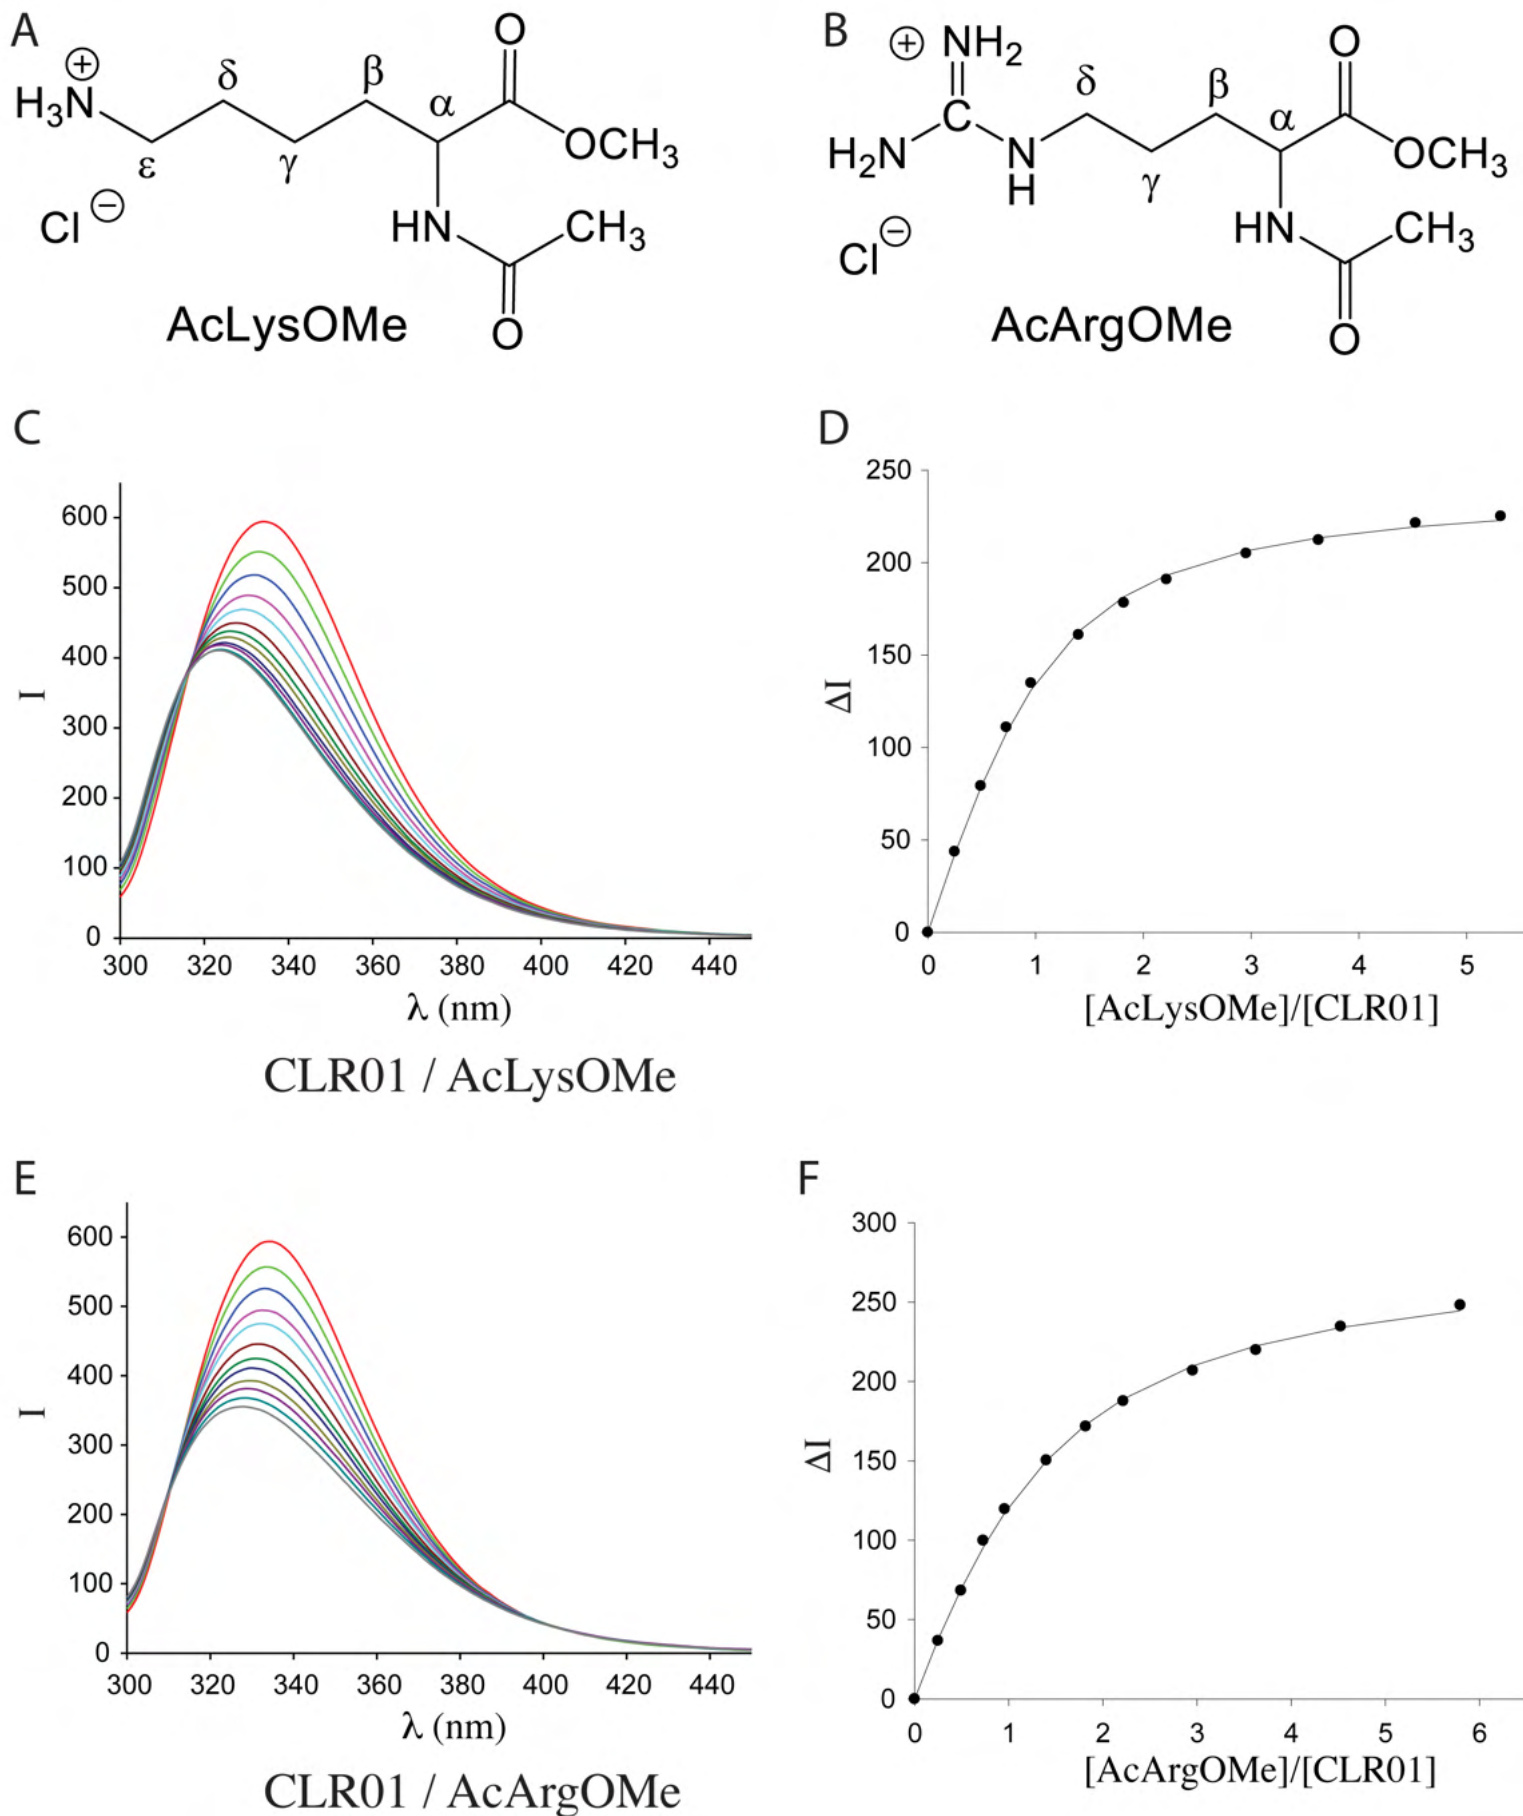 A
H₃N ⊕
ε
δ
γ
β
α
O
OCH₃
HN
CH₃
O
Cl ⊖
AcLysOMe
B
⊕ NH₂
C
H₂N
N
H
δ
γ
β
α
O
OCH₃
HN
CH₃
O
Cl ⊖
AcArgOMe
C
I
600
500
400
300
200
100
0
300 320 340 360 380 400 420 440
λ (nm)
CLR01 / AcLysOMe
D
ΔI
250
200
150
100
50
0
0 1 2 3 4 5
[AcLysOMe]/[CLR01]
E
I
600
500
400
300
200
100
0
300 320 340 360 380 400 420 440
λ (nm)
CLR01 / AcArgOMe
F
ΔI
300
250
200
150
100
50
0
0 1 2 3 4 5 6
[AcArgOMe]/[CLR01]